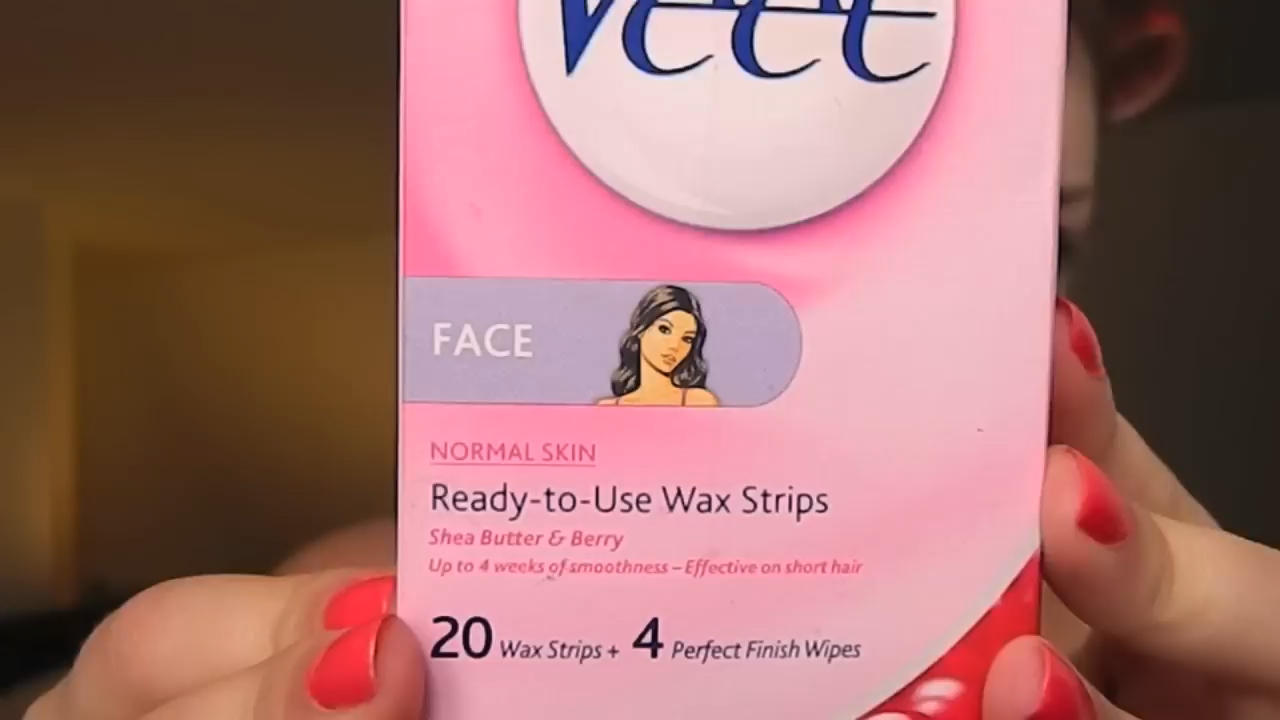 Veet
FACE
NORMAL SKIN
Ready-to-Use Wax Strips
Shea Butter & Berry
Up to 4 weeks of smoothness – Effective on short hair
20 Wax Strips + 4 Perfect Finish Wipes